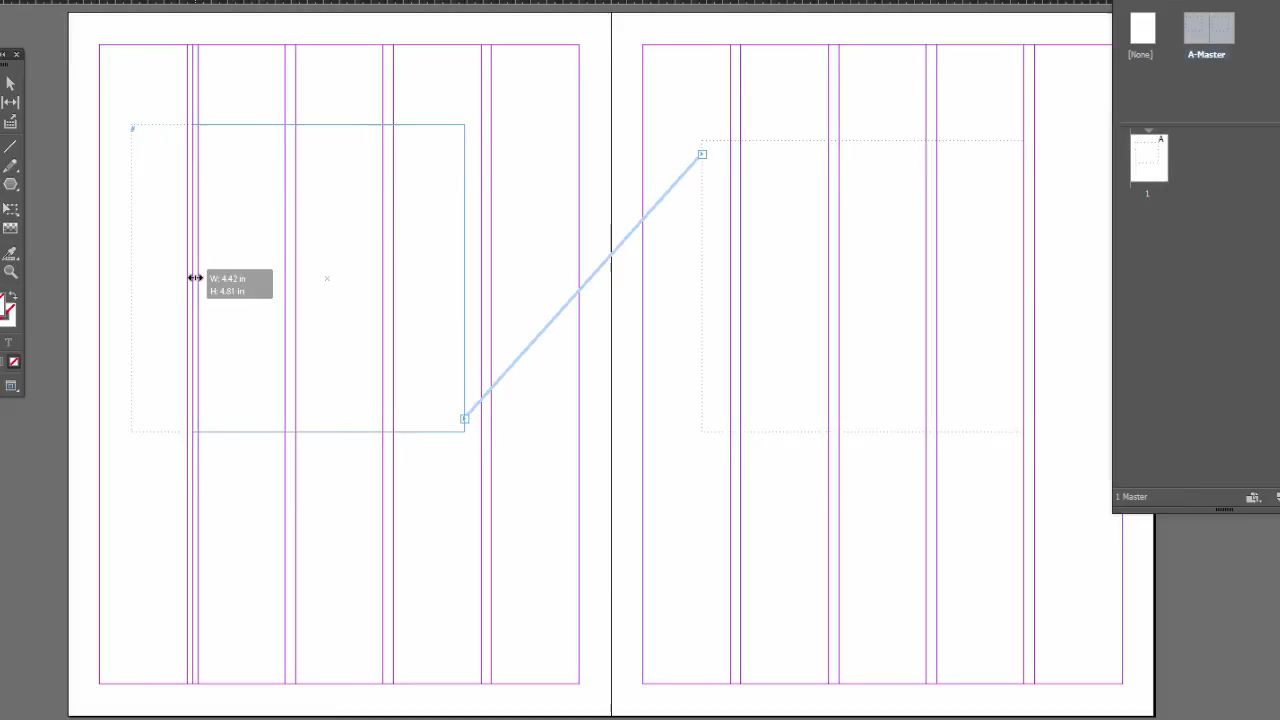 [None]
A-Master
A
1
W: 4.42 in
H: 4.81 in
T
1 Master